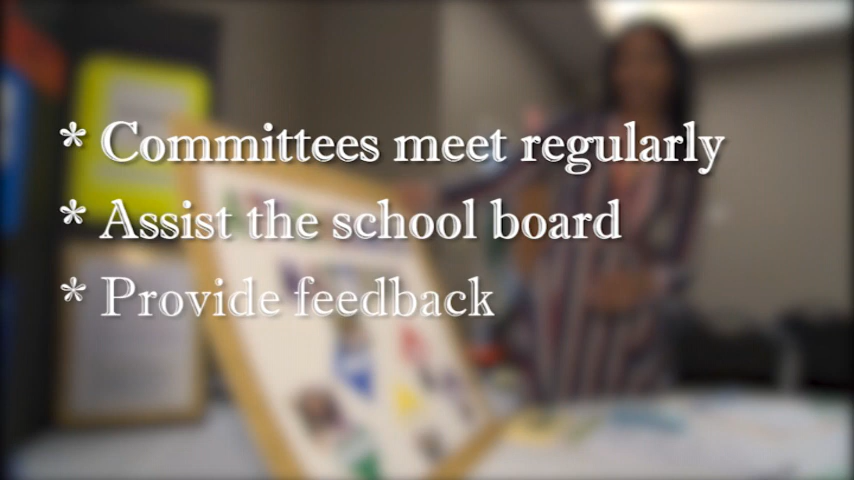 * Committees meet regularly
* Assist the school board
* Provide feedback